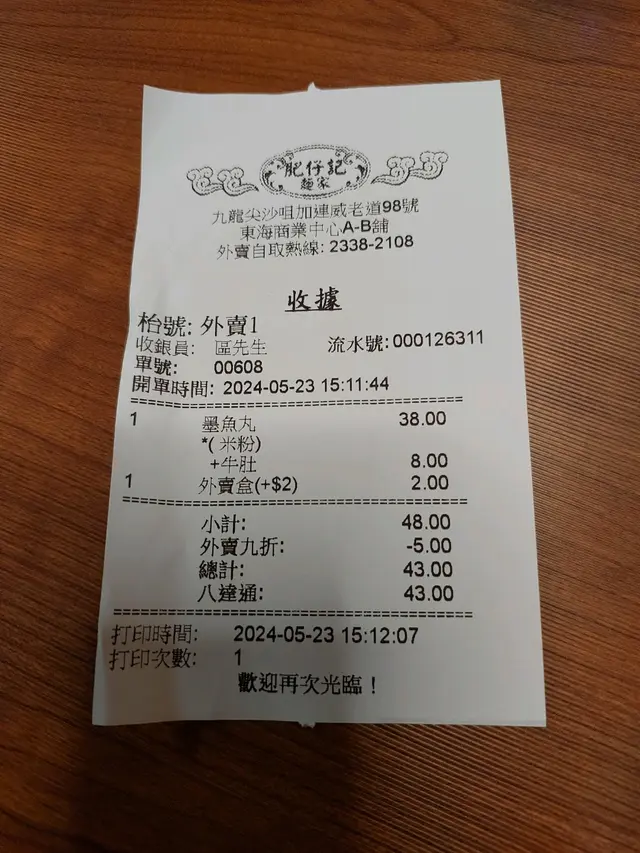 肥仔記
麵家
九龍尖沙咀加連威老道98號
東海商業中心A-B舖
外賣自取熱線: 2338-2108
收據
枱號: 外賣1
收銀員: 區先生 流水號:000126311
單號: 00608
開單時間: 2024-05-23 15:11:44
1 墨魚丸 38.00
*(米粉)
+牛肚 8.00
1 外賣盒(+$2) 2.00
小計: 48.00
外賣九折: -5.00
總計: 43.00
八達通: 43.00
打印時間: 2024-05-23 15:12:07
打印次數: 1
歡迎再次光臨！